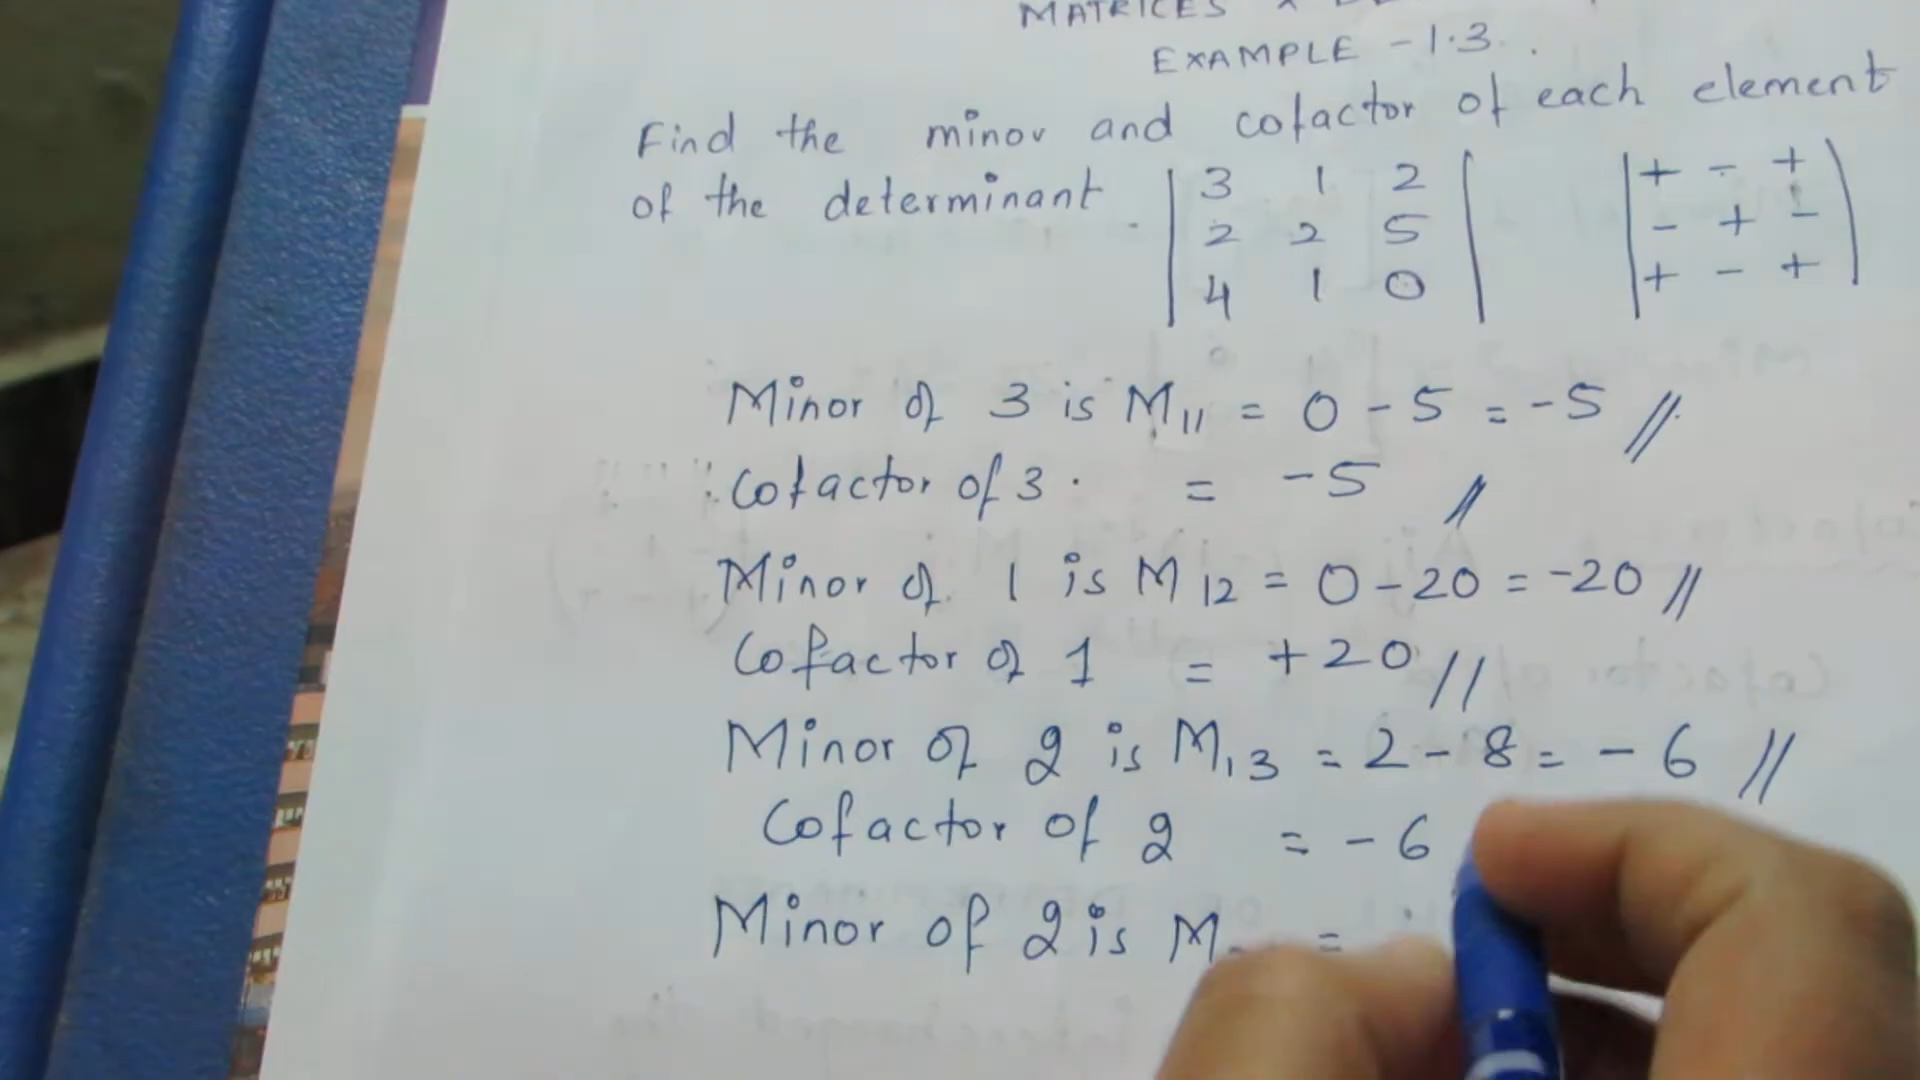 MATRICES
EXAMPLE - 1.3.
Find the minor and cofactor of each element
of the determinant.
3 1 2
2 2 5
4 1 0
+ - +
- + -
+ - +
Minor of 3 is M11 = 0 - 5 = -5 //
Cofactor of 3 = -5 //
Minor of 1 is M12 = 0 - 20 = -20 //
Cofactor of 1 = +20 //
Minor of 2 is M13 = 2 - 8 = - 6 //
Cofactor of 2 = - 6
Minor of 2 is M =